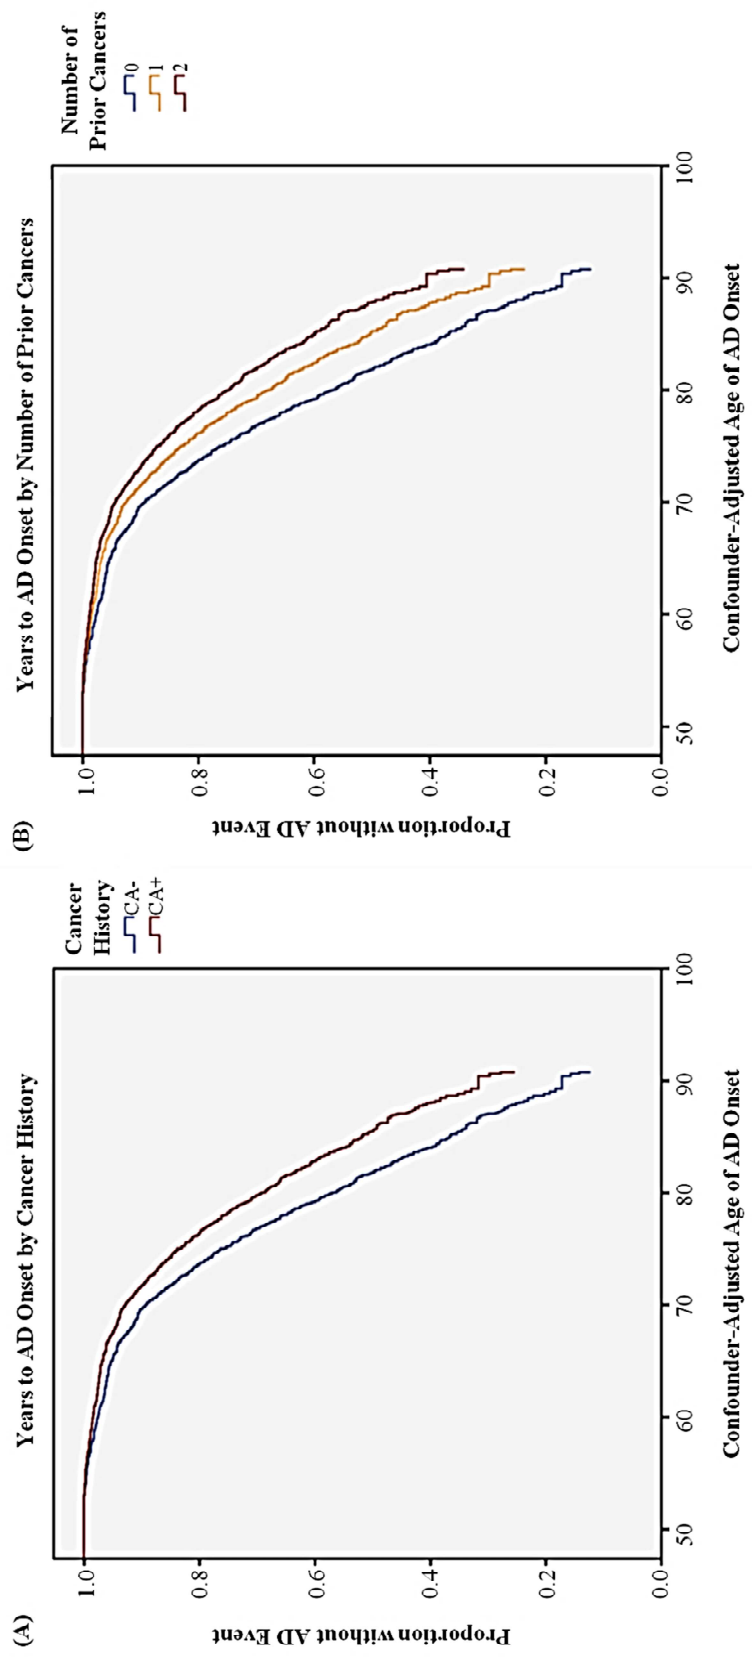 (A)
Years to AD Onset by Cancer History
Cancer
History
CA-
CA+
Proportion without AD Event
1.0
0.8
0.6
0.4
0.2
0.0
50
60
70
80
90
100
Confounder-Adjusted Age of AD Onset
(B)
Years to AD Onset by Number of Prior Cancers
Number of
Prior Cancers
0
1
2
Proportion without AD Event
1.0
0.8
0.6
0.4
0.2
0.0
50
60
70
80
90
100
Confounder-Adjusted Age of AD Onset